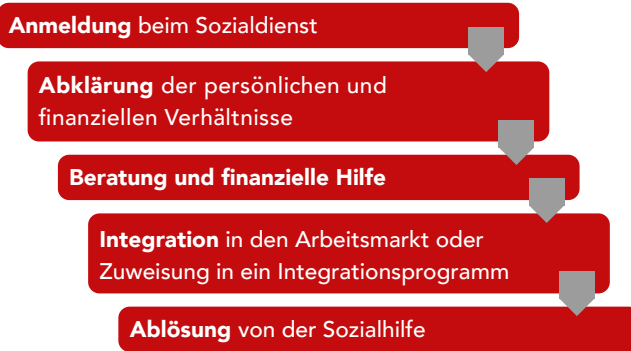 Anmeldung beim Sozialdienst
Abklärung der persönlichen und
finanziellen Verhältnisse
Beratung und finanzielle Hilfe
Integration in den Arbeitsmarkt oder
Zuweisung in ein Integrationsprogramm
Ablösung von der Sozialhilfe